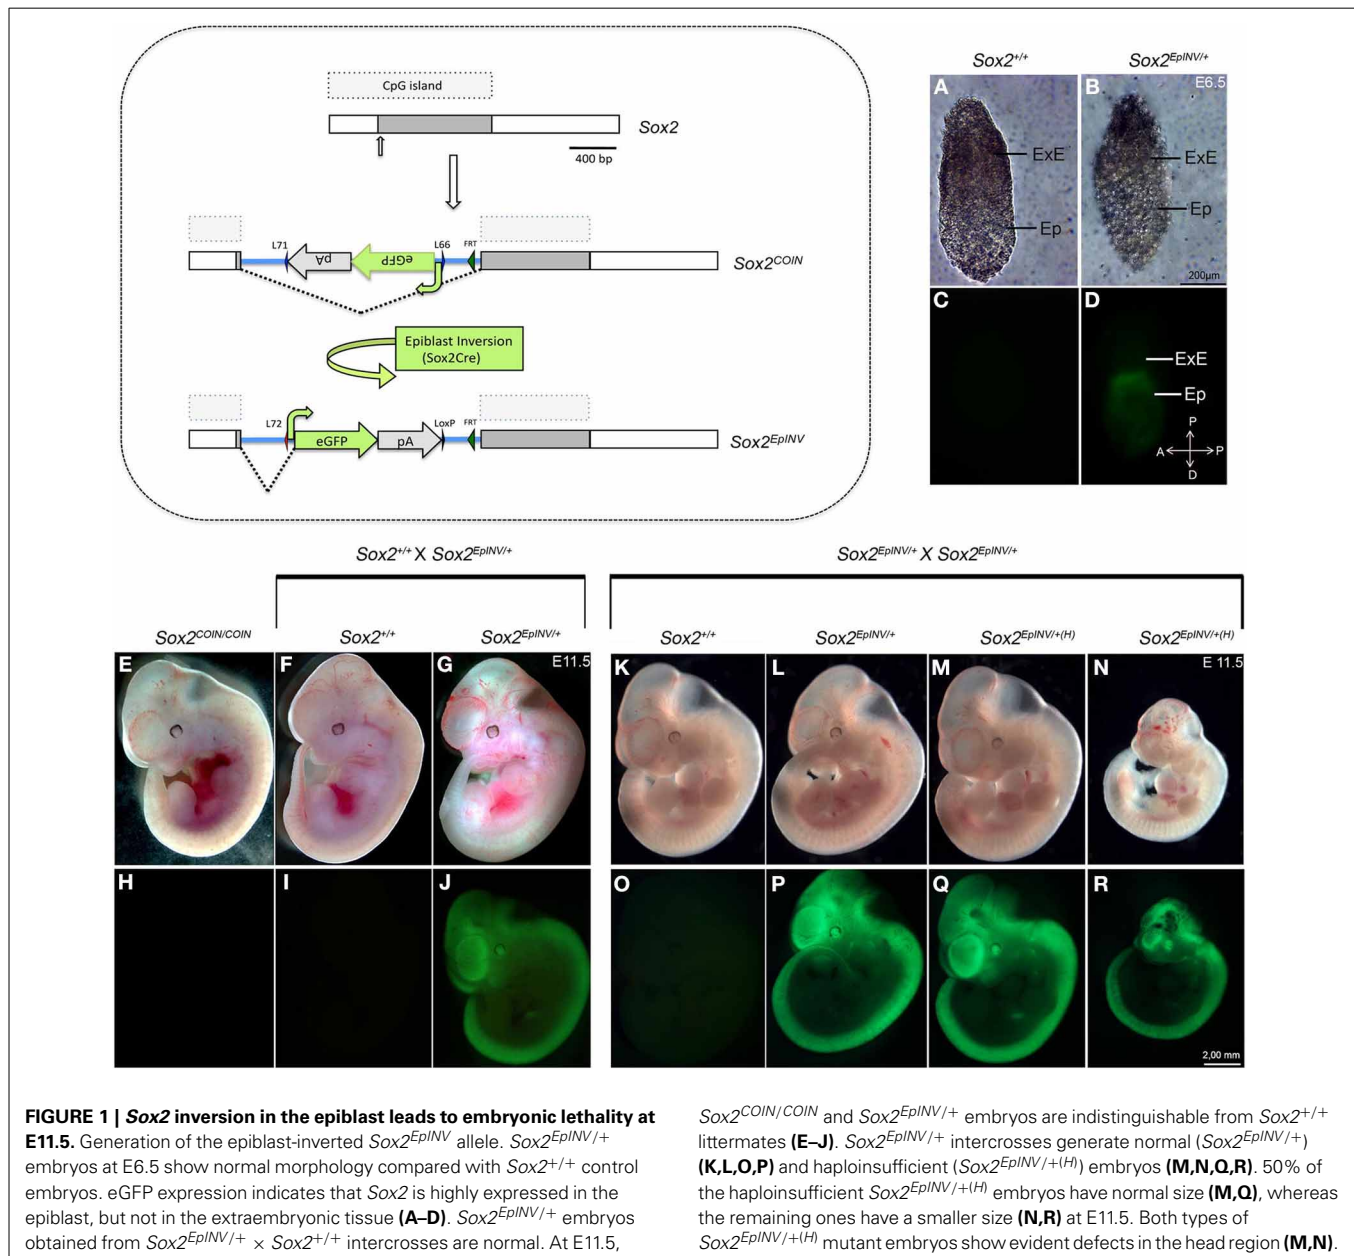 CpG island
Sox2
400 bp
L71
pA
eGFP
L66
FRT
Sox2COIN
Epiblast Inversion
(Sox2Cre)
L72
eGFP
pA
LoxP
FRT
Sox2EpINV
Sox2+/+
Sox2EpINV/+
A
B
E6.5
ExE
ExE
Ep
Ep
200µm
C
D
ExE
Ep
P
A
P
D
Sox2+/+ X Sox2EpINV/+
Sox2EpINV/+ X Sox2EpINV/+
Sox2COIN/COIN
Sox2+/+
Sox2EpINV/+
Sox2+/+
Sox2EpINV/+
Sox2EpINV/+(H)
Sox2EpINV/+(H)
E
F
G
E11.5
K
L
M
N
E 11.5
H
I
J
O
P
Q
R
2,00 mm
FIGURE 1 | Sox2 inversion in the epiblast leads to embryonic lethality at
E11.5. Generation of the epiblast-inverted Sox2EpINV allele. Sox2EpINV/+
embryos at E6.5 show normal morphology compared with Sox2+/+ control
embryos. eGFP expression indicates that Sox2 is highly expressed in the
epiblast, but not in the extraembryonic tissue (A–D). Sox2EpINV/+ embryos
obtained from Sox2EpINV/+ × Sox2+/+ intercrosses are normal. At E11.5,
Sox2COIN/COIN and Sox2EpINV/+ embryos are indistinguishable from Sox2+/+
littermates (E–J). Sox2EpINV/+ intercrosses generate normal (Sox2EpINV/+)
(K,L,O,P) and haploinsufficient (Sox2EpINV/+(H)) embryos (M,N,Q,R). 50% of
the haploinsufficient Sox2EpINV/+(H) embryos have normal size (M,Q), whereas
the remaining ones have a smaller size (N,R) at E11.5. Both types of
Sox2EpINV/+(H) mutant embryos show evident defects in the head region (M,N).